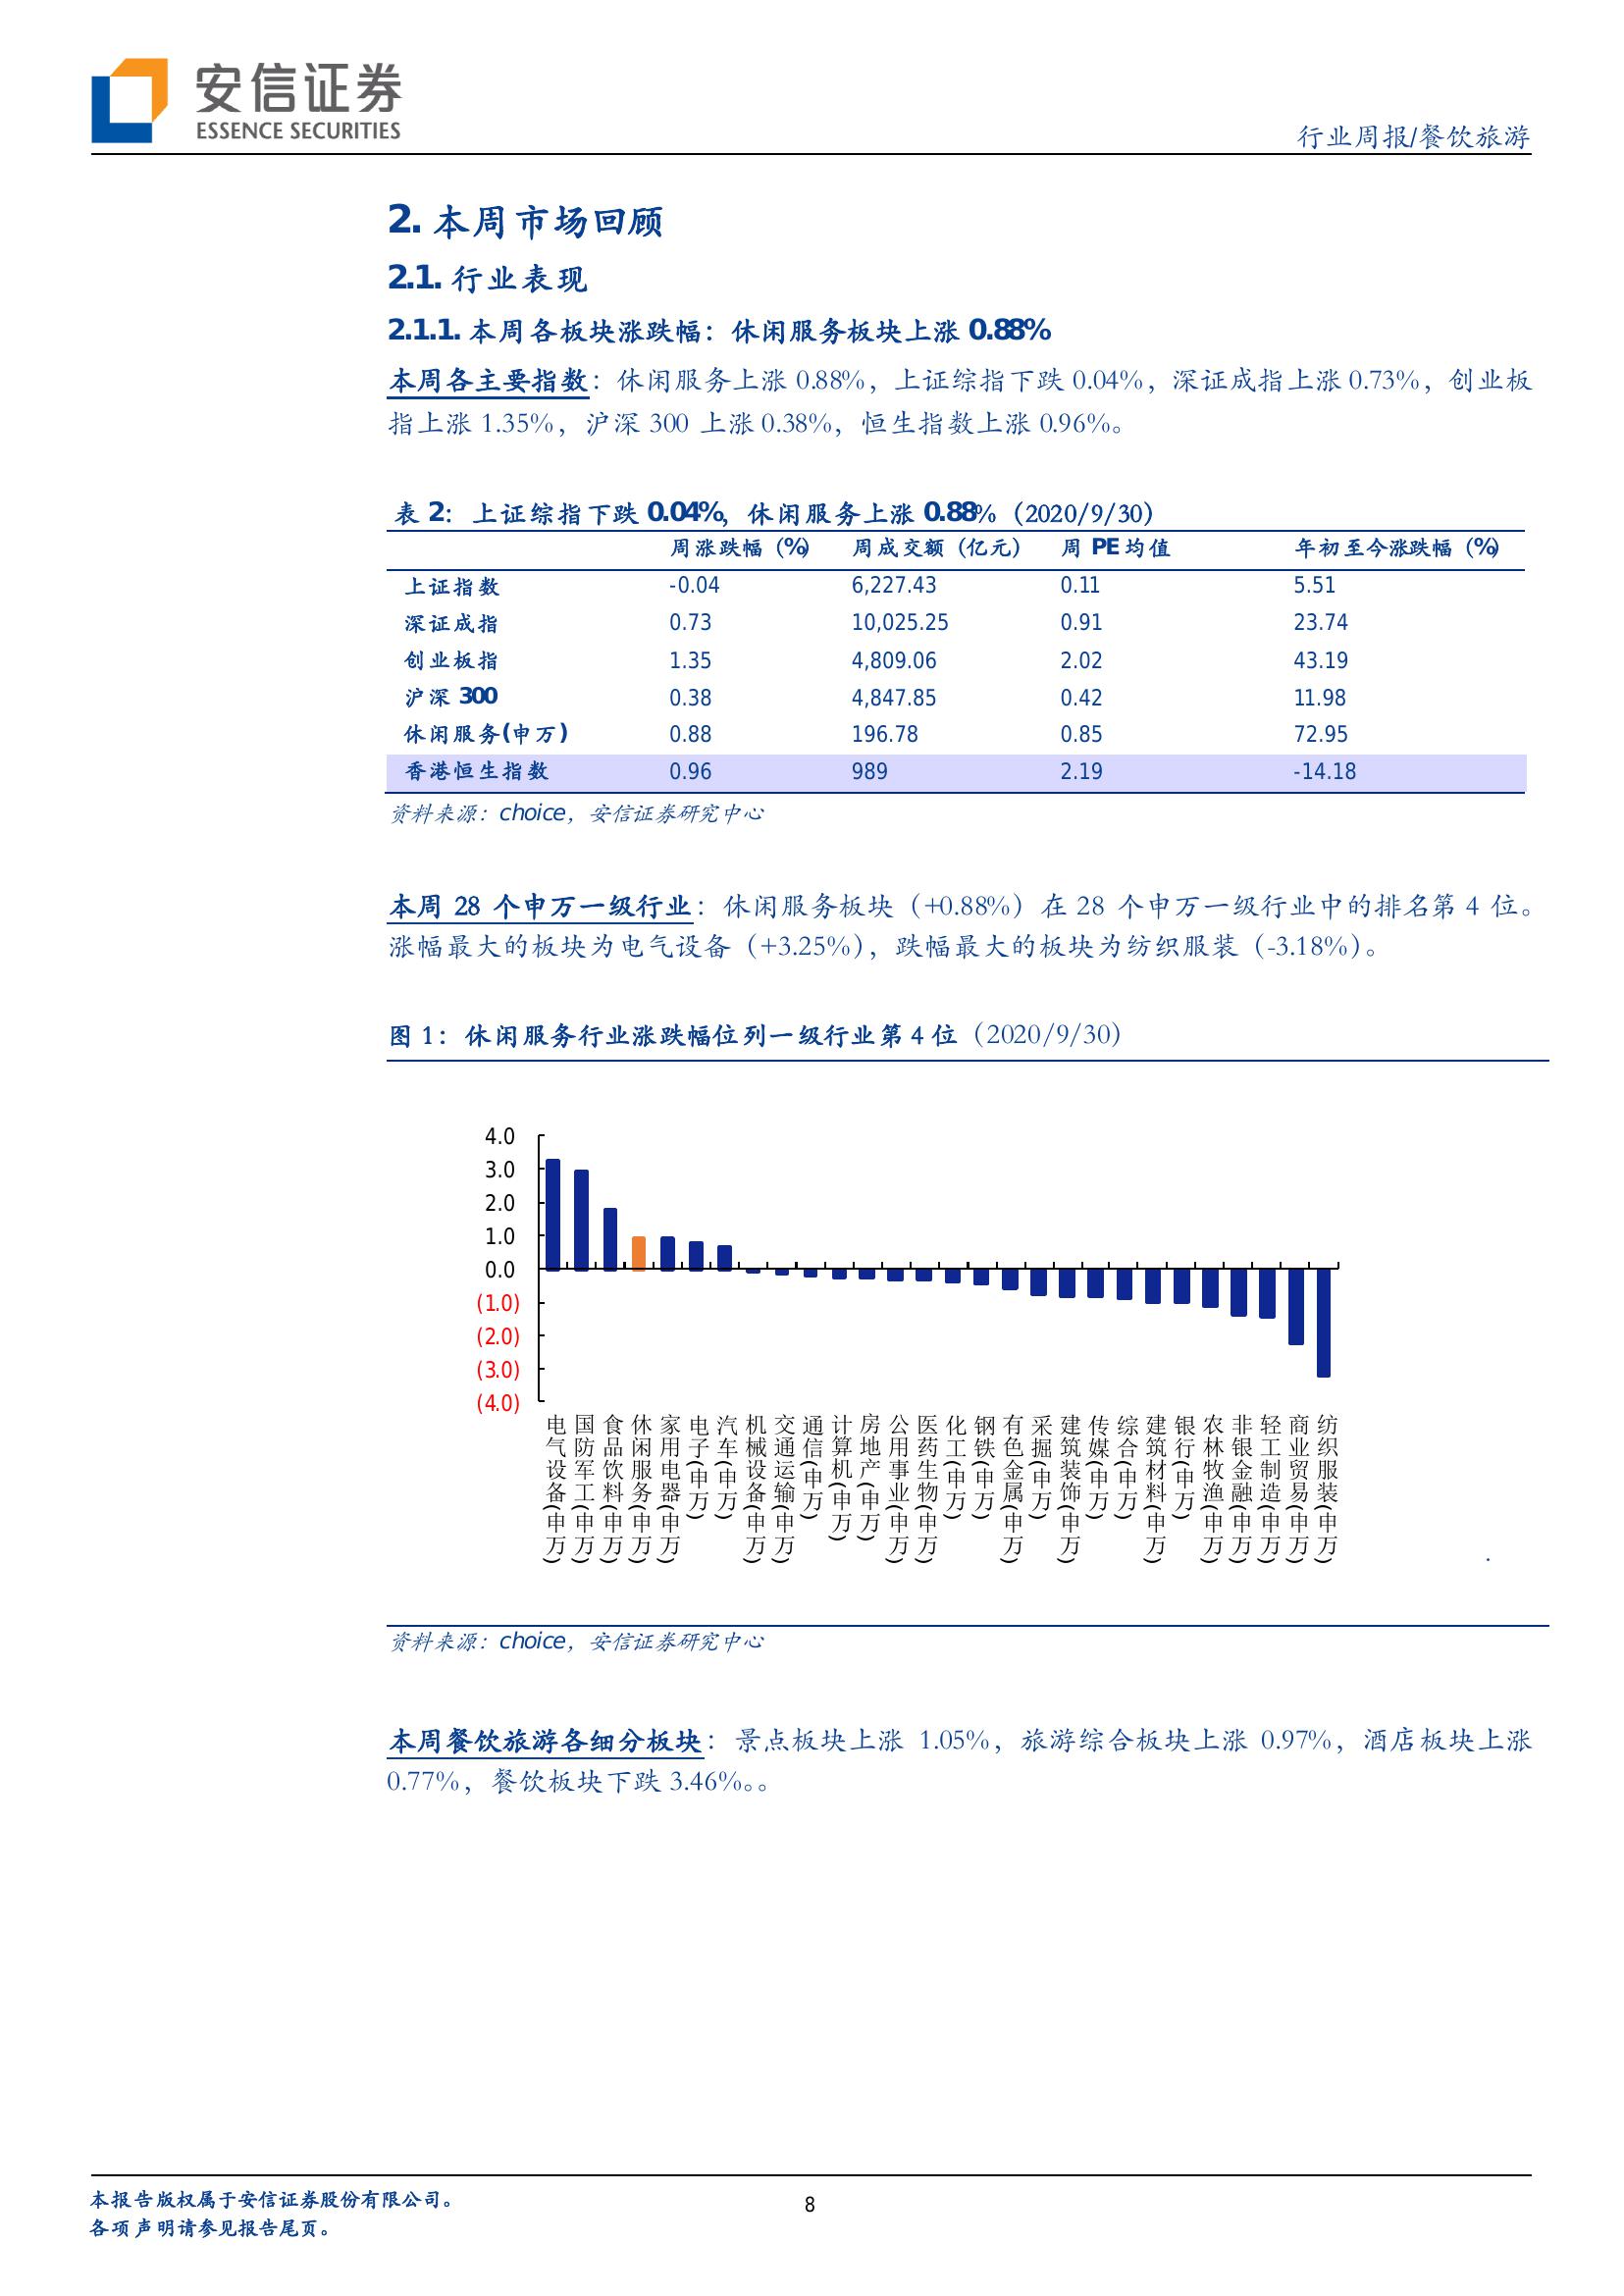 安信证券
ESSENCE SECURITIES
行业周报/餐饮旅游
2. 本周市场回顾
2.1. 行业表现
2.1.1. 本周各板块涨跌幅：休闲服务板块上涨 0.88%
本周各主要指数：休闲服务上涨 0.88%，上证综指下跌 0.04%，深证成指上涨 0.73%，创业板
指上涨 1.35%，沪深 300 上涨 0.38%，恒生指数上涨 0.96%。
表 2：上证综指下跌 0.04%，休闲服务上涨 0.88%（2020/9/30）
周涨跌幅（%） 周成交额（亿元） 周 PE 均值 年初至今涨跌幅（%）
上证指数 -0.04 6,227.43 0.11 5.51
深证成指 0.73 10,025.25 0.91 23.74
创业板指 1.35 4,809.06 2.02 43.19
沪深 300 0.38 4,847.85 0.42 11.98
休闲服务(申万) 0.88 196.78 0.85 72.95
香港恒生指数 0.96 989 2.19 -14.18
资料来源：choice，安信证券研究中心
本周 28 个申万一级行业：休闲服务板块（+0.88%）在 28 个申万一级行业中的排名第 4 位。
涨幅最大的板块为电气设备（+3.25%），跌幅最大的板块为纺织服装（-3.18%）。
图 1：休闲服务行业涨跌幅位列一级行业第 4 位（2020/9/30）
4.0
3.0
2.0
1.0
0.0
(1.0)
(2.0)
(3.0)
(4.0)
电气设备(申万)
国防军工(申万)
食品饮料(申万)
休闲服务(申万)
家用电器(申万)
电子(申万)
汽车(申万)
机械设备(申万)
交通运输(申万)
通信(申万)
计算机(申万)
房地产(申万)
公用事业(申万)
医药生物(申万)
化工(申万)
钢铁(申万)
有色金属(申万)
采掘(申万)
建筑装饰(申万)
传媒(申万)
综合(申万)
建筑材料(申万)
银行(申万)
农林牧渔(申万)
非银金融(申万)
轻工制造(申万)
商业贸易(申万)
纺织服装(申万)
资料来源：choice，安信证券研究中心
本周餐饮旅游各细分板块：景点板块上涨 1.05%，旅游综合板块上涨 0.97%，酒店板块上涨
0.77%，餐饮板块下跌 3.46%。。
本报告版权属于安信证券股份有限公司。
各项声明请参见报告尾页。
8